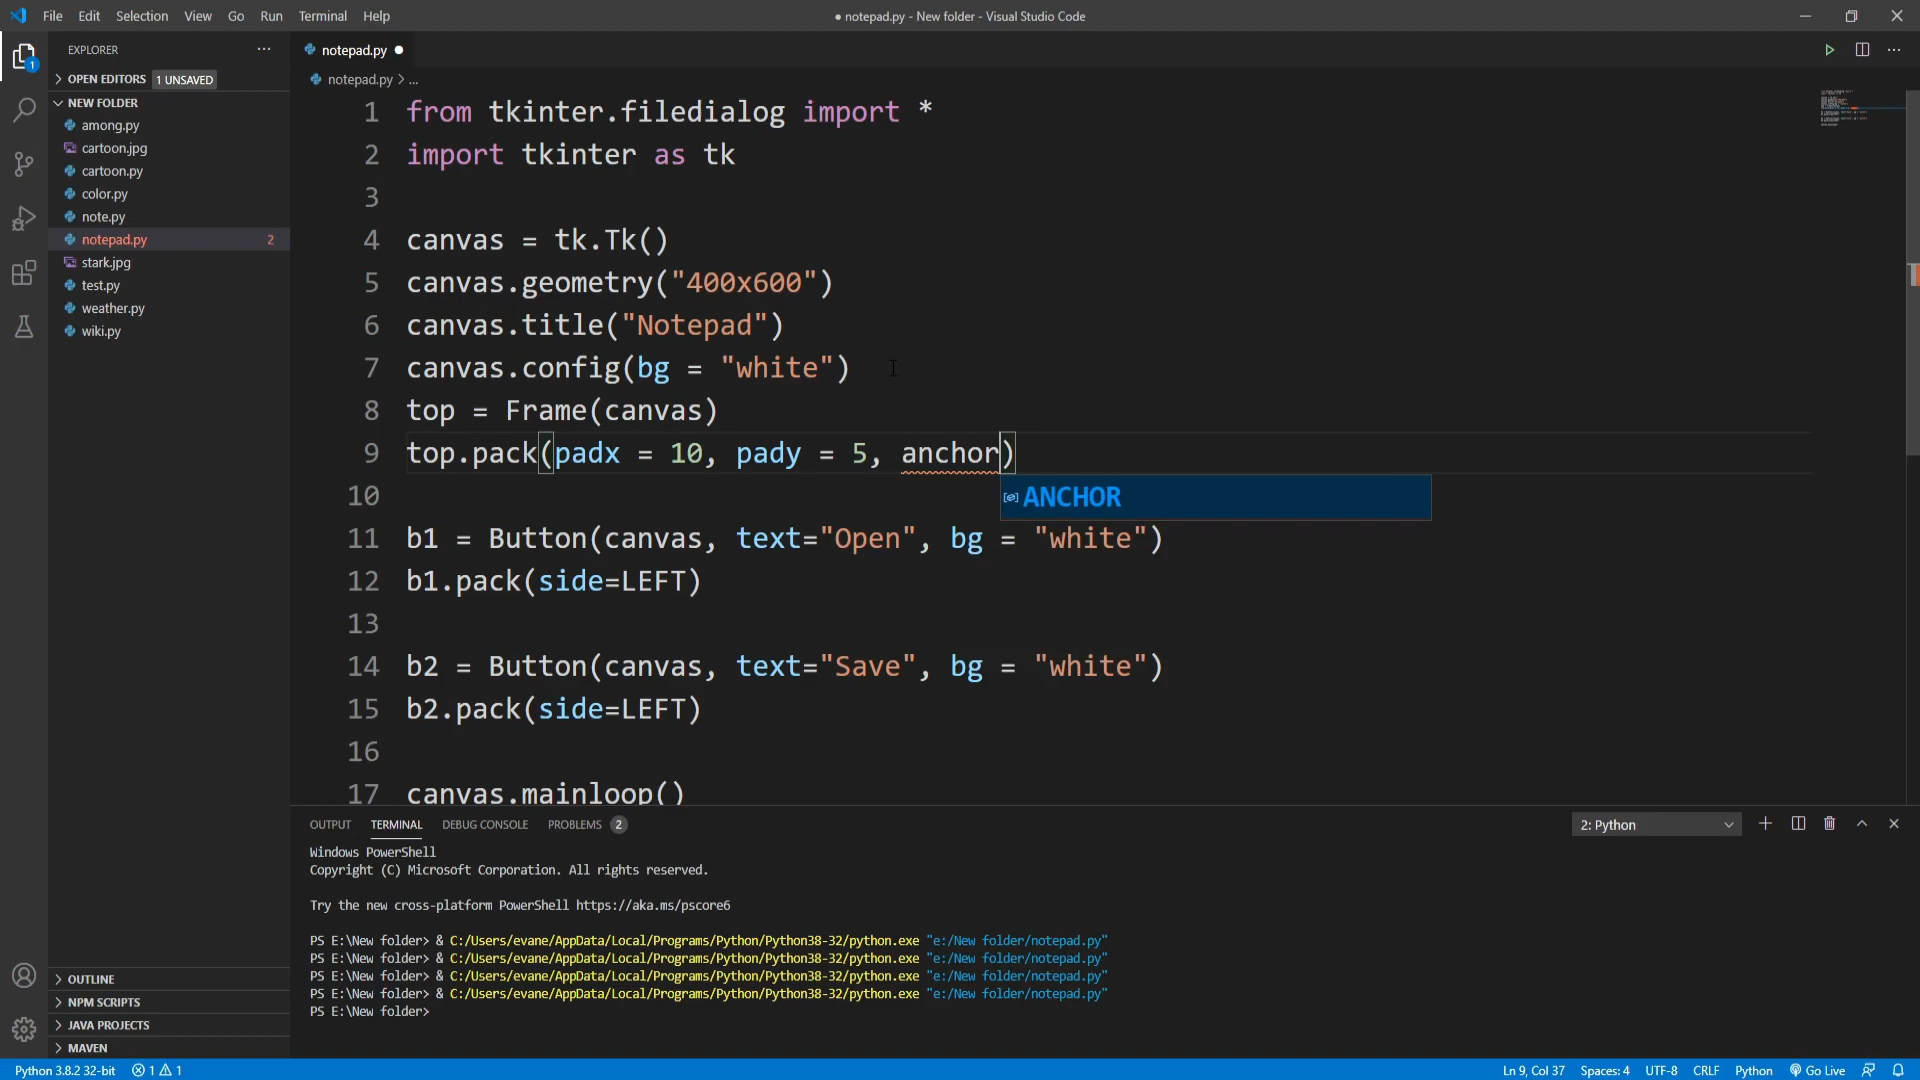 File Edit Selection View Go Run Terminal Help
● notepad.py - New folder - Visual Studio Code
EXPLORER
OPEN EDITORS 1 UNSAVED
NEW FOLDER
among.py
cartoon.jpg
cartoon.py
color.py
note.py
notepad.py 2
stark.jpg
test.py
weather.py
wiki.py
OUTLINE
NPM SCRIPTS
JAVA PROJECTS
MAVEN
1
notepad.py
notepad.py > ...
1 from tkinter.filedialog import *
2 import tkinter as tk
3
4 canvas = tk.Tk()
5 canvas.geometry("400x600")
6 canvas.title("Notepad")
7 canvas.config(bg = "white")
8 top = Frame(canvas)
9 top.pack(padx = 10, pady = 5, anchor)
ANCHOR
10
11 b1 = Button(canvas, text="Open", bg = "white")
12 b1.pack(side=LEFT)
13
14 b2 = Button(canvas, text="Save", bg = "white")
15 b2.pack(side=LEFT)
16
17 canvas.mainloop()
OUTPUT TERMINAL DEBUG CONSOLE PROBLEMS 2
2: Python
Windows PowerShell
Copyright (C) Microsoft Corporation. All rights reserved.
Try the new cross-platform PowerShell https://aka.ms/pscore6
PS E:\New folder> & C:/Users/evane/AppData/Local/Programs/Python/Python38-32/python.exe "e:/New folder/notepad.py"
PS E:\New folder> & C:/Users/evane/AppData/Local/Programs/Python/Python38-32/python.exe "e:/New folder/notepad.py"
PS E:\New folder> & C:/Users/evane/AppData/Local/Programs/Python/Python38-32/python.exe "e:/New folder/notepad.py"
PS E:\New folder> & C:/Users/evane/AppData/Local/Programs/Python/Python38-32/python.exe "e:/New folder/notepad.py"
PS E:\New folder>
Python 3.8.2 32-bit 1 1
Ln 9, Col 37 Spaces: 4 UTF-8 CRLF Python Go Live